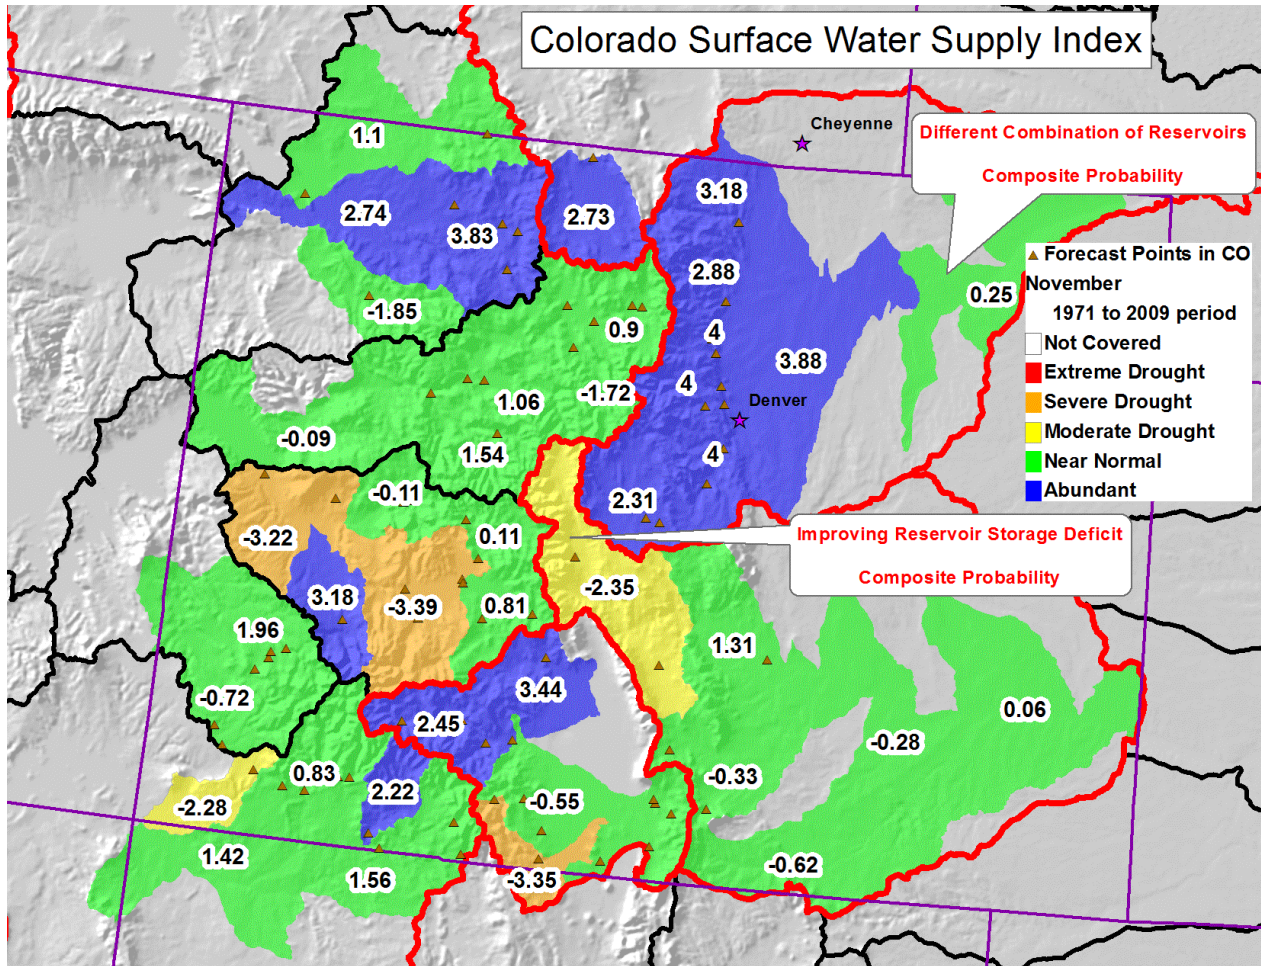 Colorado Surface Water Supply Index
Cheyenne
Different Combination of Reservoirs
Composite Probability
1.1
3.18
2.74
2.73
3.83
2.88
Forecast Points in CO
November
1971 to 2009 period
Not Covered
Extreme Drought
Severe Drought
Moderate Drought
Near Normal
Abundant
0.25
-1.85
0.9
4
3.88
4
-1.72
1.06
Denver
-0.09
1.54
4
-0.11
2.31
-3.22
0.11
Improving Reservoir Storage Deficit
Composite Probability
-2.35
3.18
-3.39
0.81
1.96
1.31
-0.72
3.44
2.45
0.06
-0.28
0.83
2.22
-0.33
-2.28
-0.55
1.42
1.56
-3.35
-0.62